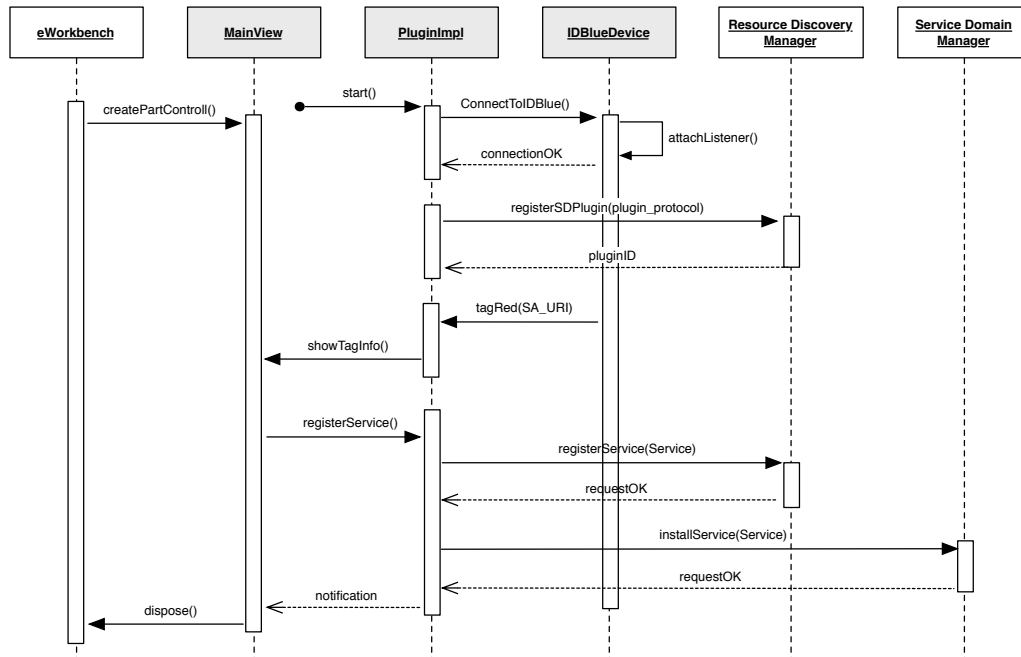 eWorkbench
MainView
PluginImpl
IDBlueDevice
Resource Discovery
Manager
Service Domain
Manager
start()
ConnectToIDBlue()
createPartControll()
attachListener()
connectionOK
registerSDPlugin(plugin_protocol)
pluginID
tagRed(SA_URI)
showTagInfo()
registerService()
registerService(Service)
requestOK
installService(Service)
requestOK
notification
dispose()